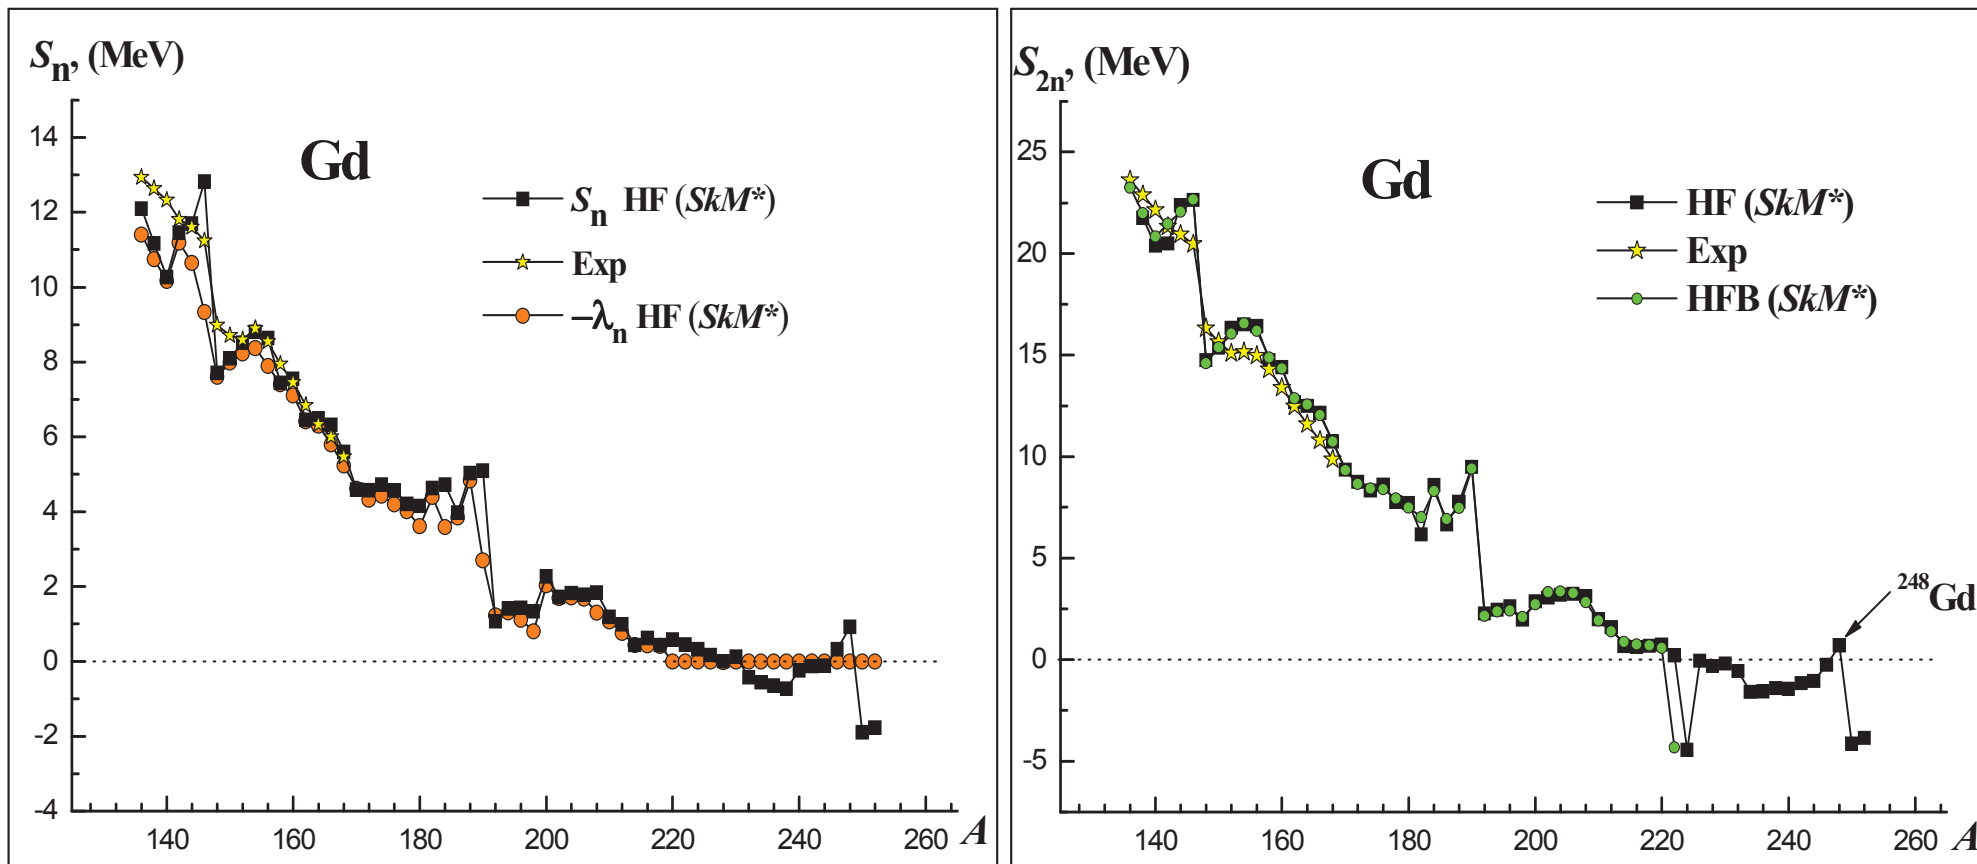 Sn, (MeV)
Gd
Sn HF (SkM*)
Exp
−λn HF (SkM*)
14
12
10
8
6
4
2
0
-2
-4
140 160 180 200 220 240 260 A
S2n, (MeV)
Gd
HF (SkM*)
Exp
HFB (SkM*)
248Gd
25
20
15
10
5
0
-5
140 160 180 200 220 240 260 A